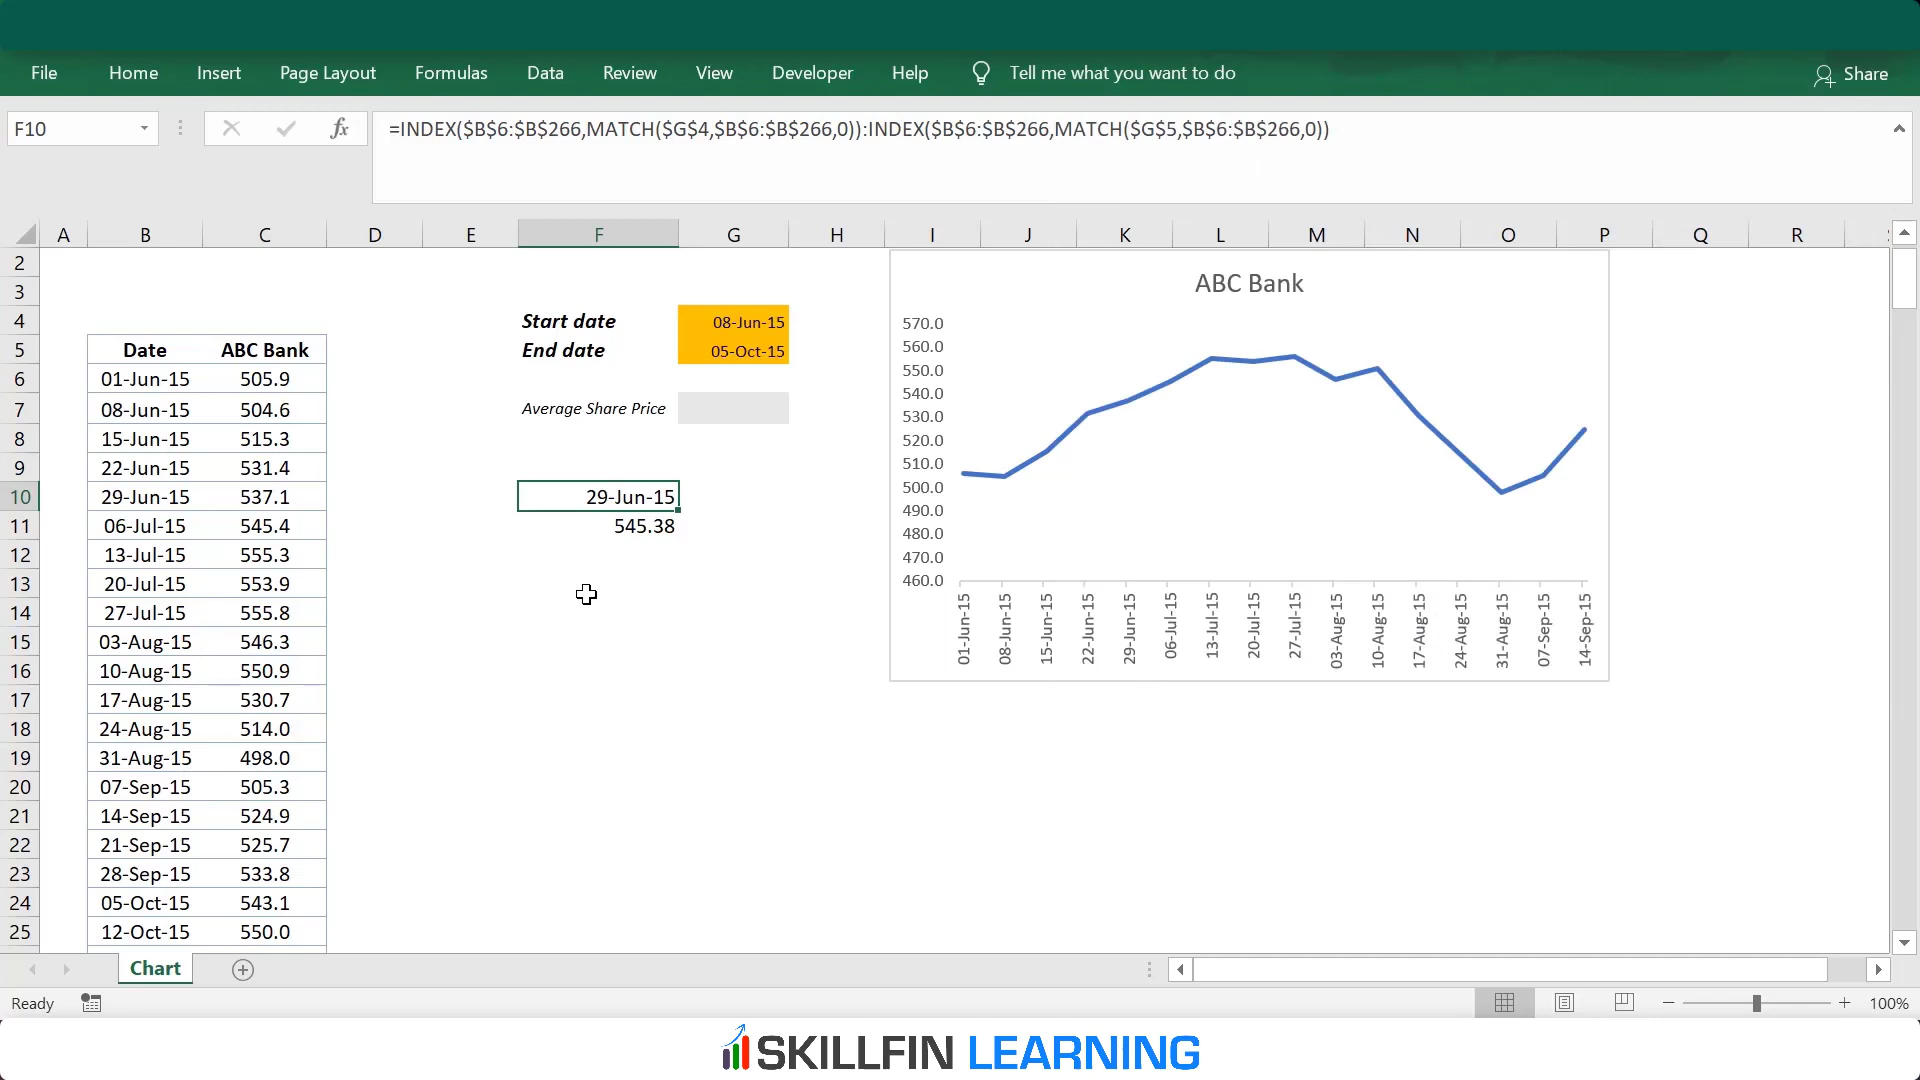 File Home Insert Page Layout Formulas Data Review View Developer Help Tell me what you want to do Share
F10 fx =INDEX($B$6:$B$266,MATCH($G$4,$B$6:$B$266,0)):INDEX($B$6:$B$266,MATCH($G$5,$B$6:$B$266,0))
A B C D E F G H I J K L M N O P Q R
2
3
4 Start date 08-Jun-15
5 Date ABC Bank End date 05-Oct-15
6 01-Jun-15 505.9
7 08-Jun-15 504.6 Average Share Price
8 15-Jun-15 515.3
9 22-Jun-15 531.4
10 29-Jun-15 537.1 29-Jun-15
11 06-Jul-15 545.4 545.38
12 13-Jul-15 555.3
13 20-Jul-15 553.9
14 27-Jul-15 555.8
15 03-Aug-15 546.3
16 10-Aug-15 550.9
17 17-Aug-15 530.7
18 24-Aug-15 514.0
19 31-Aug-15 498.0
20 07-Sep-15 505.3
21 14-Sep-15 524.9
22 21-Sep-15 525.7
23 28-Sep-15 533.8
24 05-Oct-15 543.1
25 12-Oct-15 550.0
ABC Bank
570.0
560.0
550.0
540.0
530.0
520.0
510.0
500.0
490.0
480.0
470.0
460.0
01-Jun-15 08-Jun-15 15-Jun-15 22-Jun-15 29-Jun-15 06-Jul-15 13-Jul-15 20-Jul-15 27-Jul-15 03-Aug-15 10-Aug-15 17-Aug-15 24-Aug-15 31-Aug-15 07-Sep-15 14-Sep-15
Chart
Ready 100%
SKILLFIN LEARNING